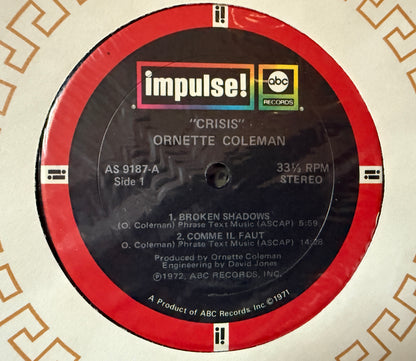 impulse!
abc
RECORDS
"CRISIS"
ORNETTE COLEMAN
AS 9187-A
Side 1
33⅓ RPM
STEREO
1. BROKEN SHADOWS
(O. Coleman) Phrase Text Music (ASCAP) 5:59
2. COMME IL FAUT
O. Coleman) Phrase Text Music (ASCAP) 14:28
Produced by Ornette Coleman
Engineering by David Jones
℗1972, ABC RECORDS, INC.
A Product of ABC Records Inc ©1971